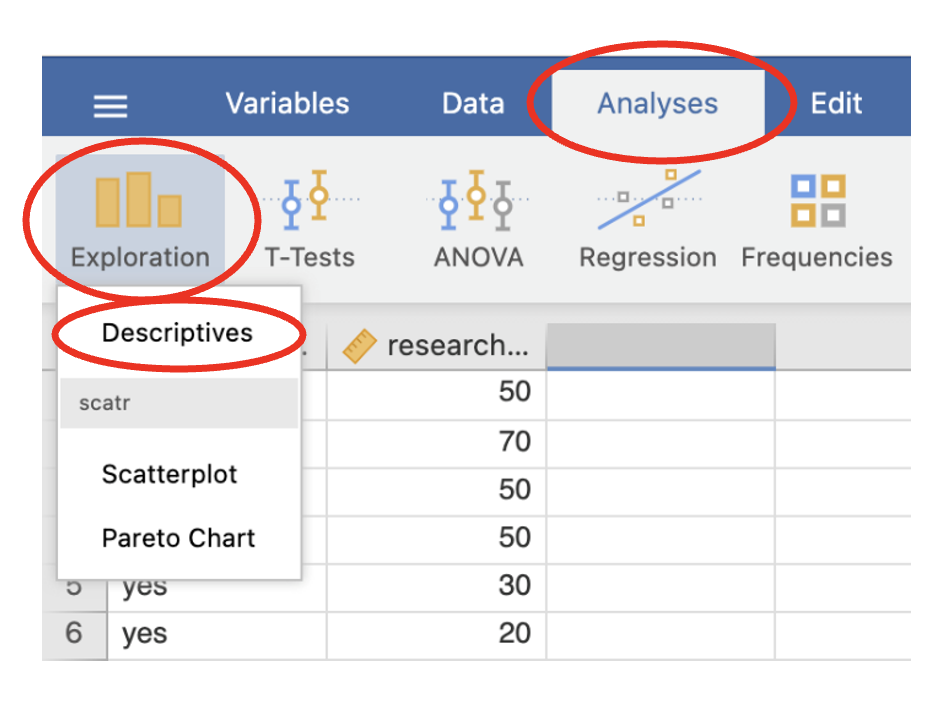 Variables Data Analyses Edit
Exploration T-Tests ANOVA Regression Frequencies
Descriptives
. research...
scatr
50
70
Scatterplot
50
Pareto Chart 50
5 yes 30
6 yes 20